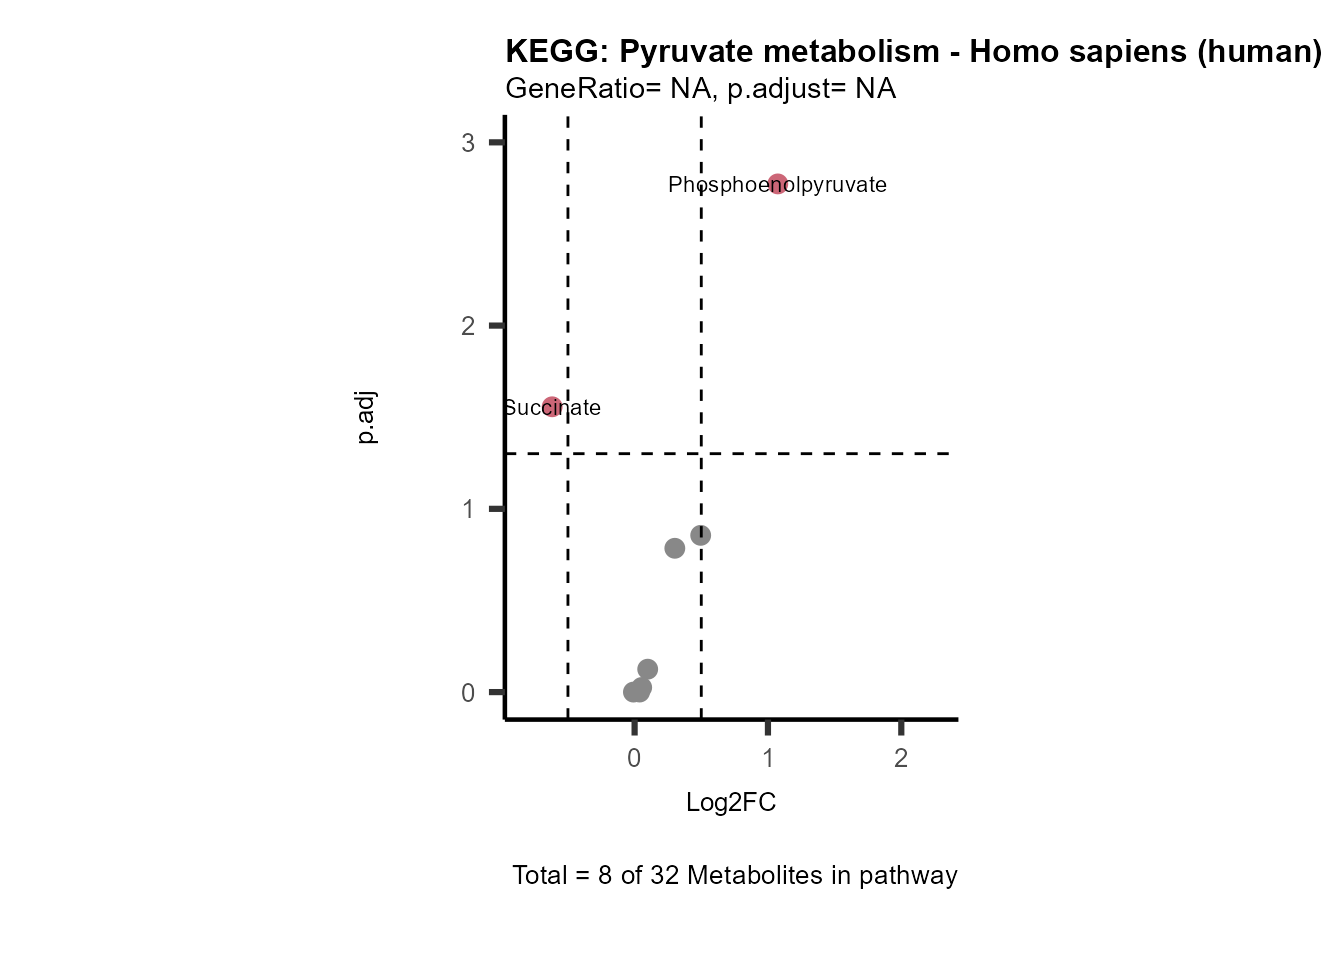 KEGG: Pyruvate metabolism - Homo sapiens (human)
GeneRatio= NA, p.adjust= NA
3
Phosphoenolpyruvate
2
Succinate
p.adj
1
0
0 1 2
Log2FC
Total = 8 of 32 Metabolites in pathway